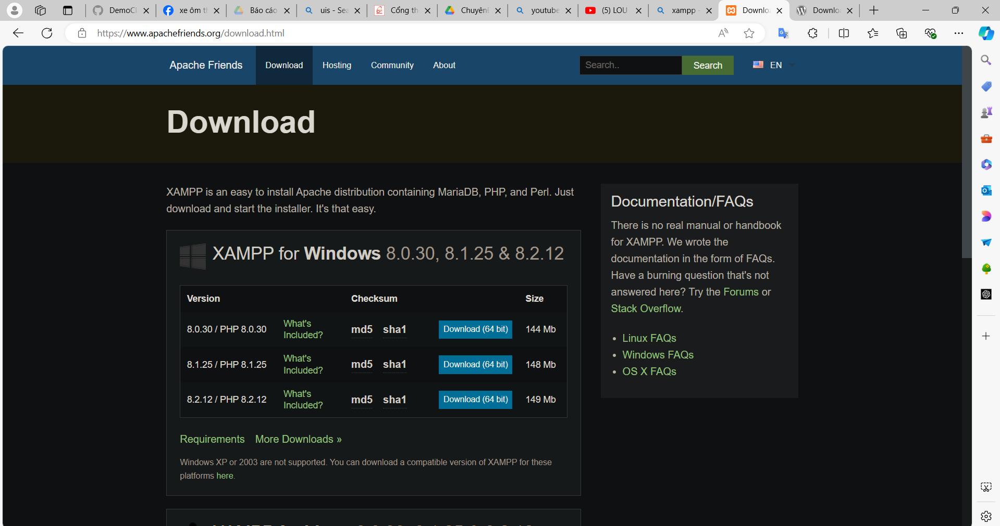 DemoCl
xe ôm th
Báo cáo
uis - Sea
Cổng th
ChuyênĐ
youtube
(5) LOU
xampp -
Downloa
Downloa
https://www.apachefriends.org/download.html
Apache Friends
Download
Hosting
Community
About
Search..
Search
EN
Download
XAMPP is an easy to install Apache distribution containing MariaDB, PHP, and Perl. Just
download and start the installer. It's that easy.
XAMPP for Windows 8.0.30, 8.1.25 & 8.2.12
Version Checksum Size
8.0.30 / PHP 8.0.30 What's Included? md5 sha1 Download (64 bit) 144 Mb
8.1.25 / PHP 8.1.25 What's Included? md5 sha1 Download (64 bit) 148 Mb
8.2.12 / PHP 8.2.12 What's Included? md5 sha1 Download (64 bit) 149 Mb
Requirements More Downloads »
Windows XP or 2003 are not supported. You can download a compatible version of XAMPP for these
platforms here.
Documentation/FAQs
There is no real manual or handbook
for XAMPP. We wrote the
documentation in the form of FAQs.
Have a burning question that's not
answered here? Try the Forums or
Stack Overflow.
• Linux FAQs
• Windows FAQs
• OS X FAQs